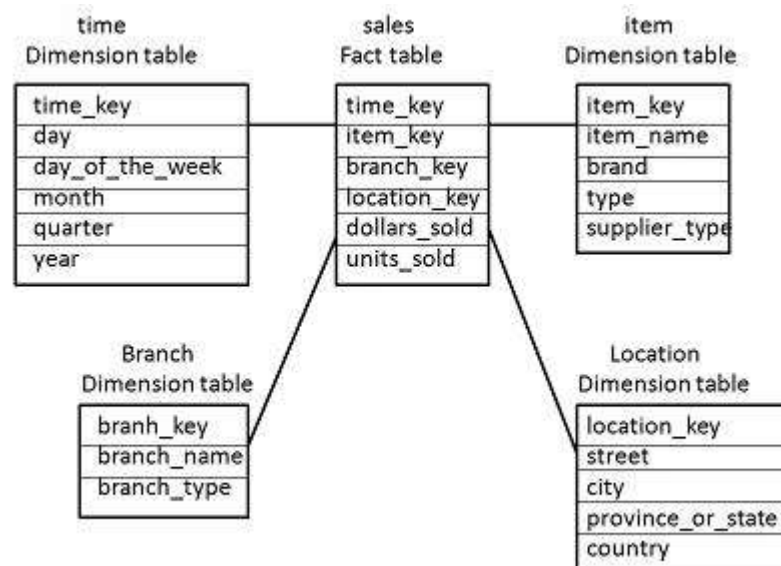 time
Dimension table
time_key
day
day_of_the_week
month
quarter
year
sales
Fact table
time_key
item_key
branch_key
location_key
dollars_sold
units_sold
item
Dimension table
item_key
item_name
brand
type
supplier_type
Branch
Dimension table
branh_key
branch_name
branch_type
Location
Dimension table
location_key
street
city
province_or_state
country